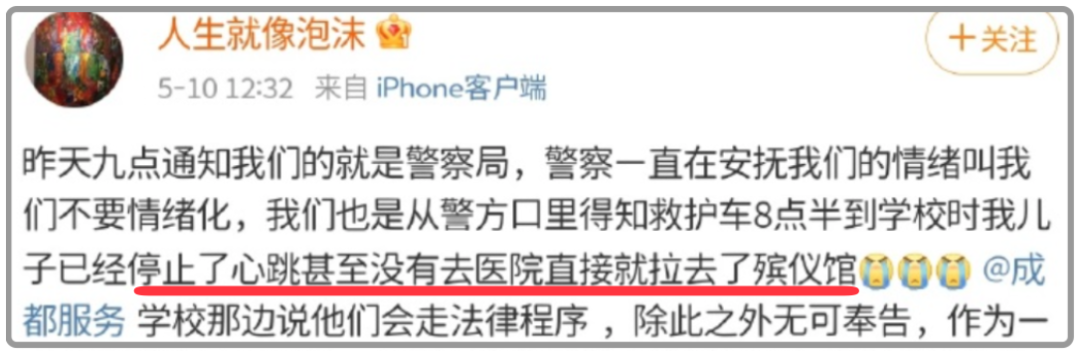 人生就像泡沫
+关注
5-10 12:32 来自 iPhone客户端
昨天九点通知我们的就是警察局，警察一直在安抚我们的情绪叫我
们不要情绪化，我们也是从警方口里得知救护车8点半到学校时我儿
子已经停止了心跳甚至没有去医院直接就拉去了殡仪馆😭😭😭 @成
都服务 学校那边说他们会走法律程序 ，除此之外无可奉告，作为一